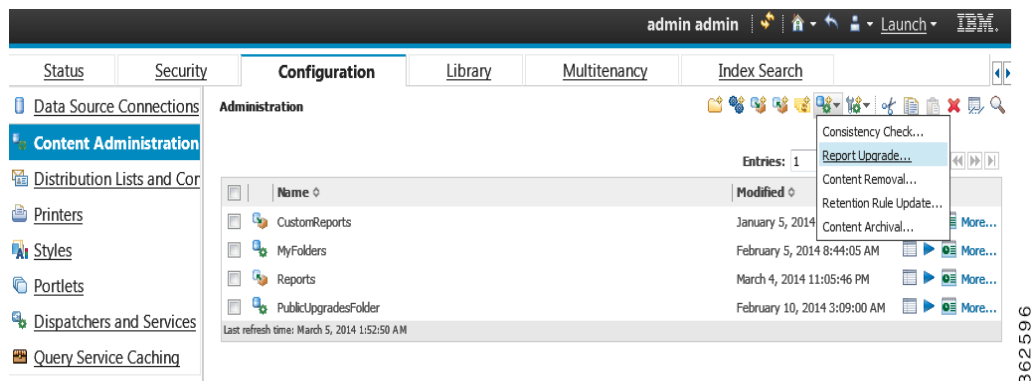 admin admin Launch IBM.
Status Security Configuration Library Multitenancy Index Search
Data Source Connections
Content Administration
Distribution Lists and Cor
Printers
Styles
Portlets
Dispatchers and Services
Query Service Caching
Administration
Consistency Check...
Report Upgrade...
Content Removal...
Retention Rule Update...
Content Archival...
Entries: 1
Name Modified
CustomReports January 5, 2014 More...
MyFolders February 5, 2014 8:44:05 AM More...
Reports March 4, 2014 11:05:46 PM More...
PublicUpgradesFolder February 10, 2014 3:09:00 AM More...
Last refresh time: March 5, 2014 1:52:50 AM
362596